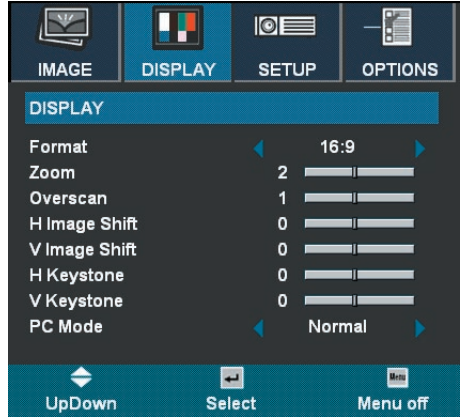 IMAGE DISPLAY SETUP OPTIONS
DISPLAY
Format 16:9
Zoom 2
Overscan 1
H Image Shift 0
V Image Shift 0
H Keystone 0
V Keystone 0
PC Mode Normal
Menu
UpDown Select Menu off